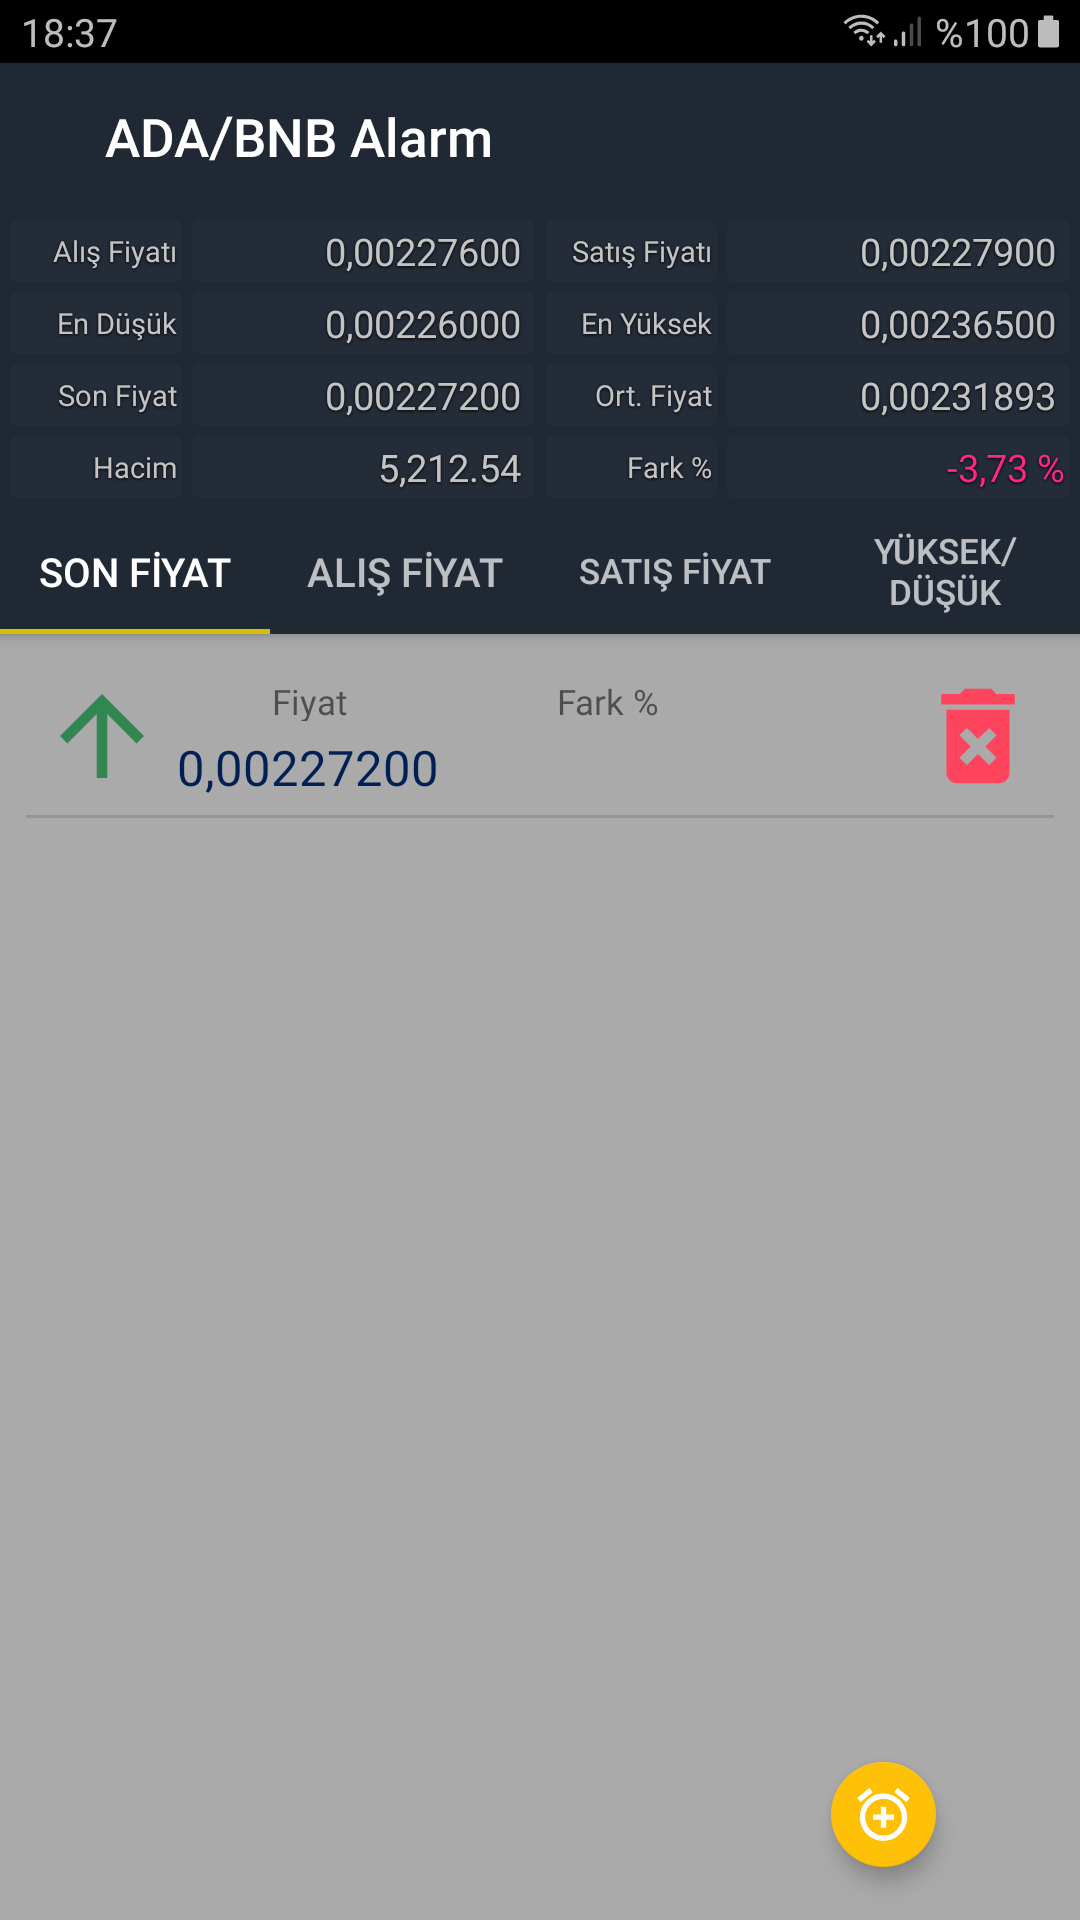 18:37 %100
ADA/BNB Alarm
Alış Fiyatı 0,00227600 Satış Fiyatı 0,00227900
En Düşük 0,00226000 En Yüksek 0,00236500
Son Fiyat 0,00227200 Ort. Fiyat 0,00231893
Hacim 5,212.54 Fark % -3,73 %
SON FİYAT ALIŞ FİYAT SATIŞ FİYAT YÜKSEK/
DÜŞÜK
Fiyat Fark %
0,00227200